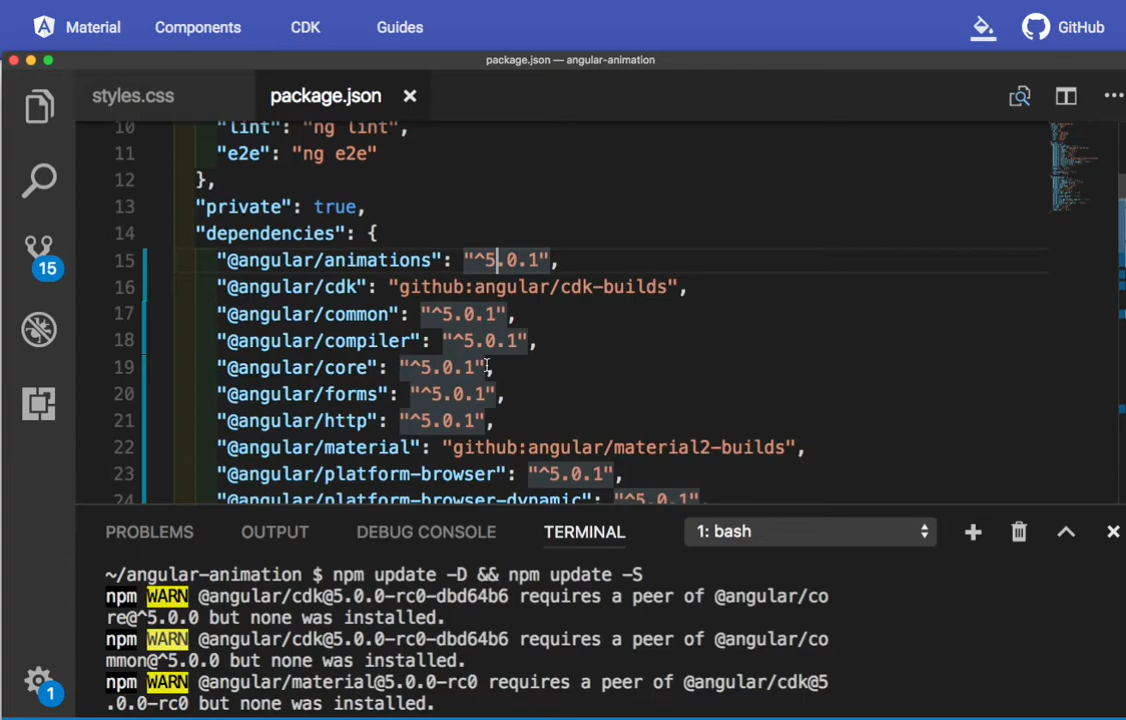 Material Components CDK Guides GitHub
package.json — angular-animation
styles.css package.json
10 "lint": "ng lint",
11 "e2e": "ng e2e"
12 },
13 "private": true,
14 "dependencies": {
15 "@angular/animations": "^5.0.1",
16 "@angular/cdk": "github:angular/cdk-builds",
17 "@angular/common": "^5.0.1",
18 "@angular/compiler": "^5.0.1",
19 "@angular/core": "^5.0.1",
20 "@angular/forms": "^5.0.1",
21 "@angular/http": "^5.0.1",
22 "@angular/material": "github:angular/material2-builds",
23 "@angular/platform-browser": "^5.0.1",
24 "@angular/platform-browser-dynamic": "^5.0.1",
15
1
PROBLEMS OUTPUT DEBUG CONSOLE TERMINAL 1: bash
~/angular-animation $ npm update -D && npm update -S
npm WARN @angular/cdk@5.0.0-rc0-dbd64b6 requires a peer of @angular/co
re@^5.0.0 but none was installed.
npm WARN @angular/cdk@5.0.0-rc0-dbd64b6 requires a peer of @angular/co
mmon@^5.0.0 but none was installed.
npm WARN @angular/material@5.0.0-rc0 requires a peer of @angular/cdk@5
.0.0-rc0 but none was installed.